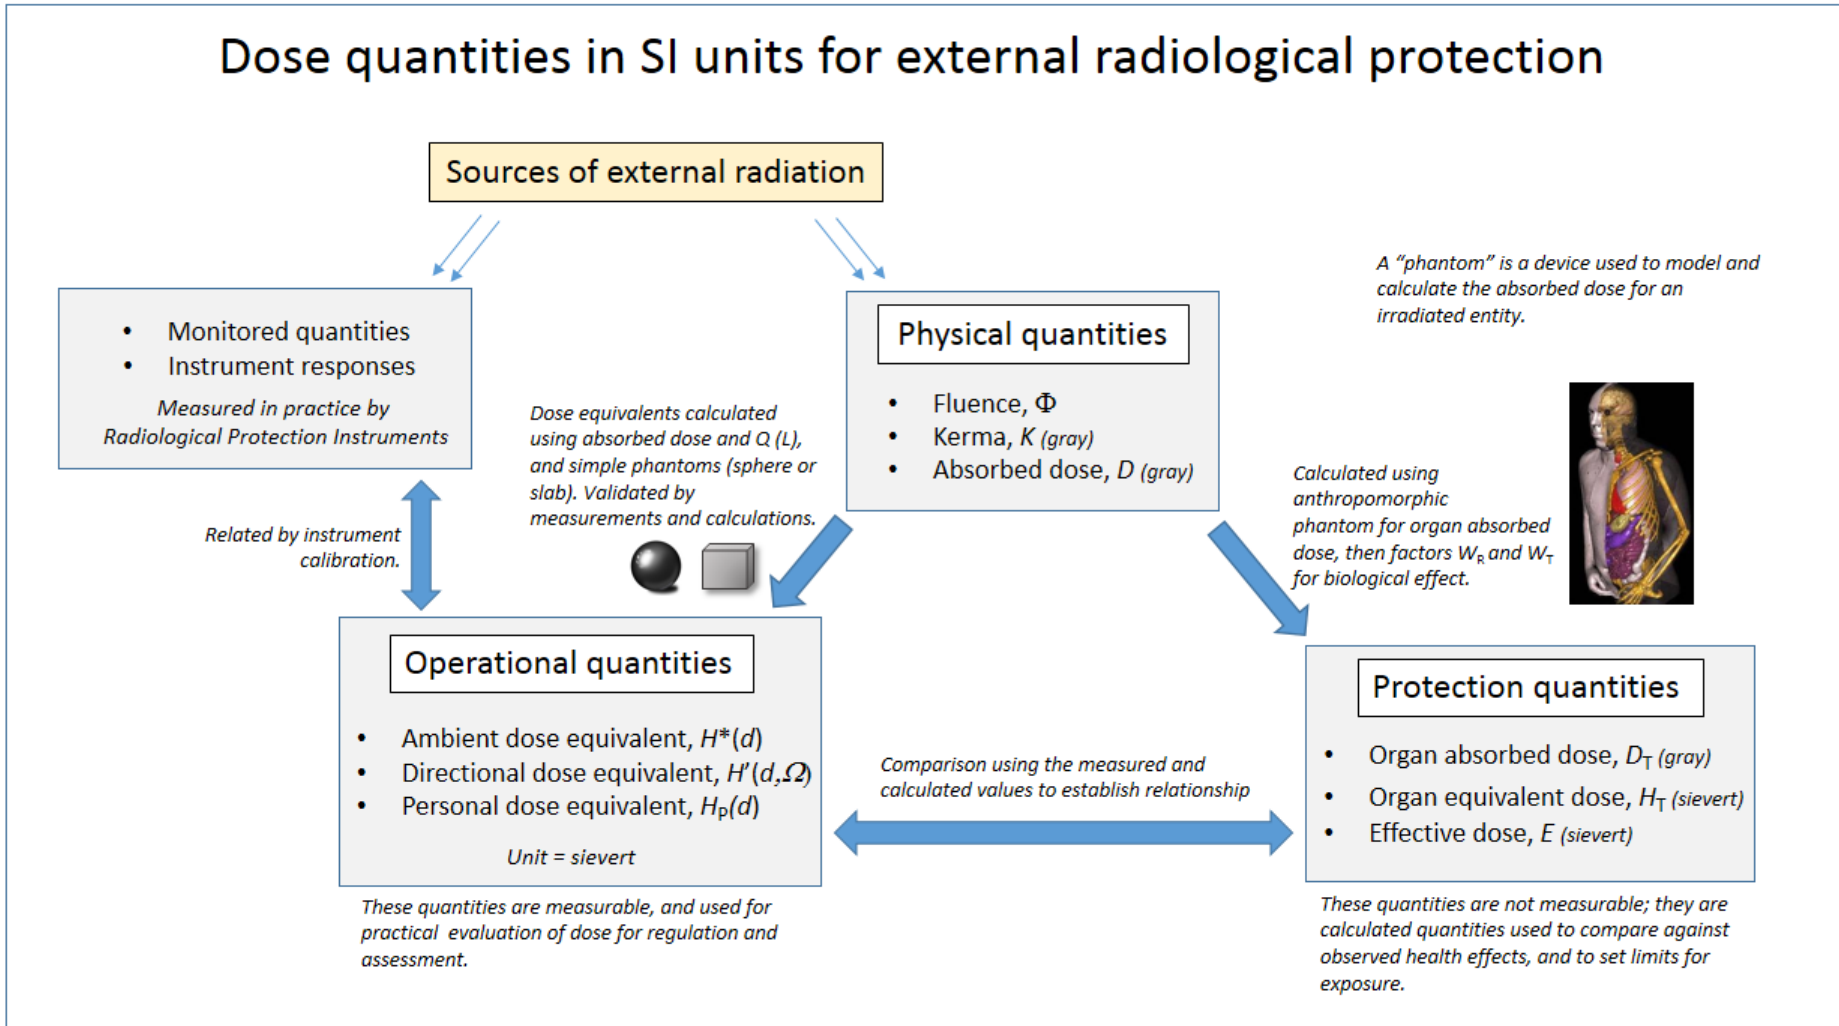 Dose quantities in SI units for external radiological protection
Sources of external radiation
A “phantom” is a device used to model and
calculate the absorbed dose for an
irradiated entity.
• Monitored quantities
• Instrument responses
Measured in practice by
Radiological Protection Instruments
Physical quantities
• Fluence, Φ
• Kerma, K (gray)
• Absorbed dose, D (gray)
Dose equivalents calculated
using absorbed dose and Q (L),
and simple phantoms (sphere or
slab). Validated by
measurements and calculations.
Calculated using
anthropomorphic
phantom for organ absorbed
dose, then factors W_R and W_T
for biological effect.
Related by instrument
calibration.
Operational quantities
• Ambient dose equivalent, H*(d)
• Directional dose equivalent, H'(d,Ω)
• Personal dose equivalent, H_p(d)
Unit = sievert
These quantities are measurable, and used for
practical evaluation of dose for regulation and
assessment.
Comparison using the measured and
calculated values to establish relationship
Protection quantities
• Organ absorbed dose, D_T (gray)
• Organ equivalent dose, H_T (sievert)
• Effective dose, E (sievert)
These quantities are not measurable; they are
calculated quantities used to compare against
observed health effects, and to set limits for
exposure.